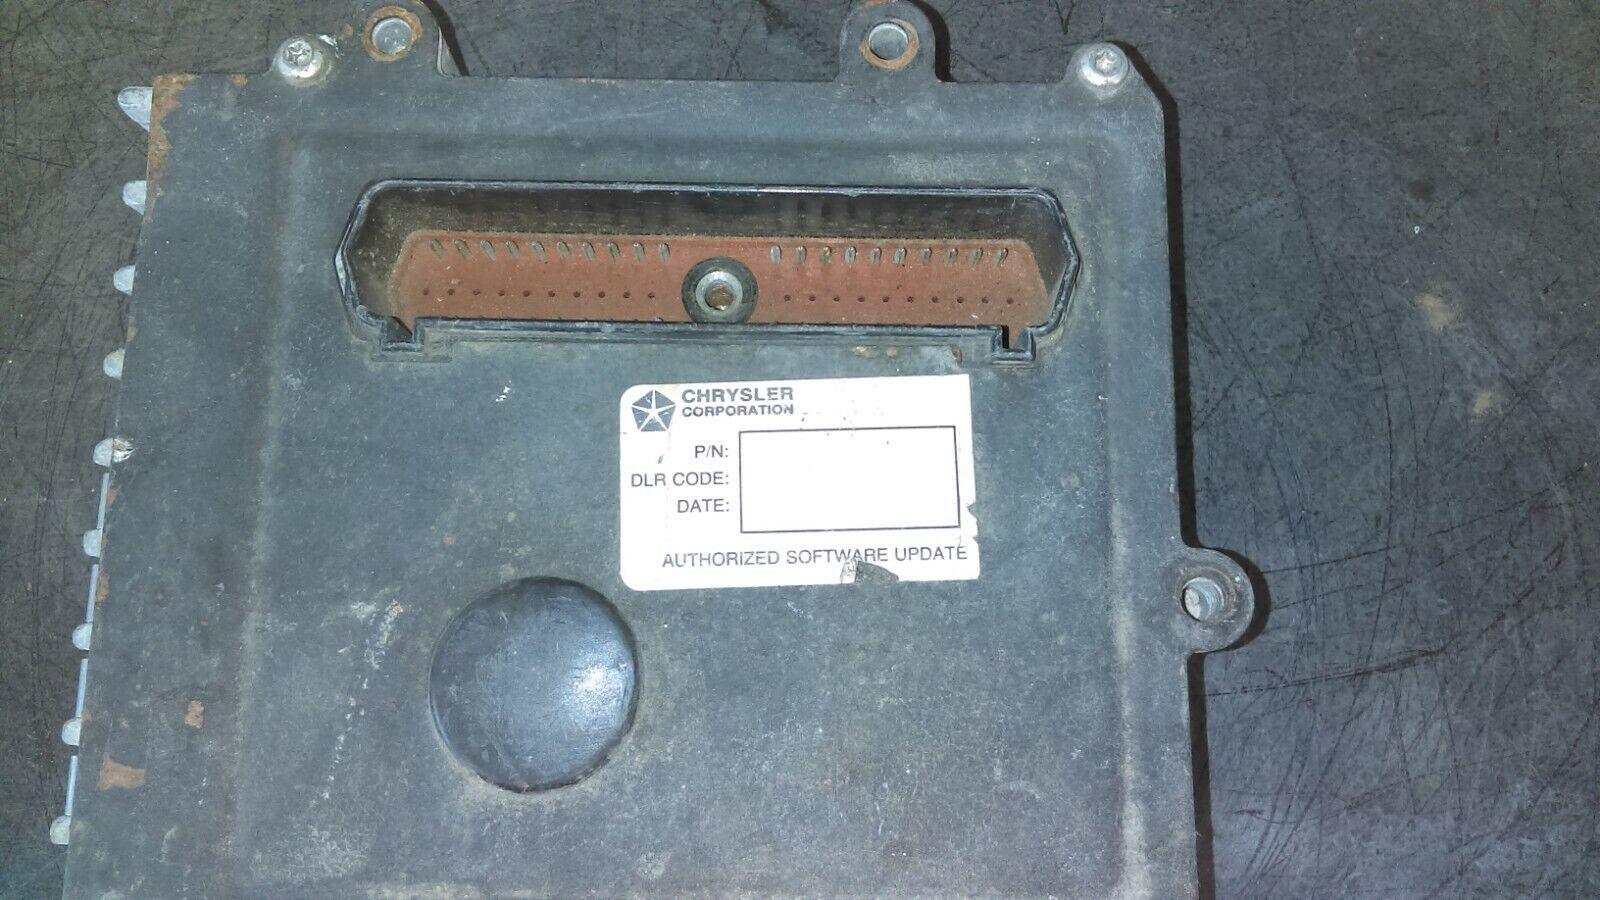 CHRYSLER
CORPORATION
P/N:
DLR CODE:
DATE:
AUTHORIZED SOFTWARE UPDATE